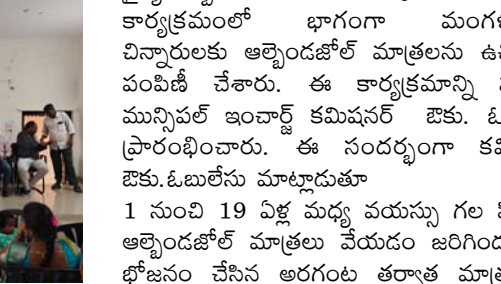 కార్యక్రమంలో భాగంగా
చిన్నారులకు ఆల్బెండజోల్ మాత్రలను
పంపిణీ చేశారు. ఈ కార్యక్రమాన్ని
మున్సిపల్ ఇంచార్జ్ కమిషనర్ ఔకు.
ప్రారంభించారు. ఈ సందర్భంగా
ఔకు.ఓబులేసు మాట్లాడుతూ
1 నుంచి 19 ఏళ్ల మధ్య వయస్సు గల
ఆల్బెండజోల్ మాత్రలు వేయడం
భోజనం చేసిన అరగంట తర్వాత